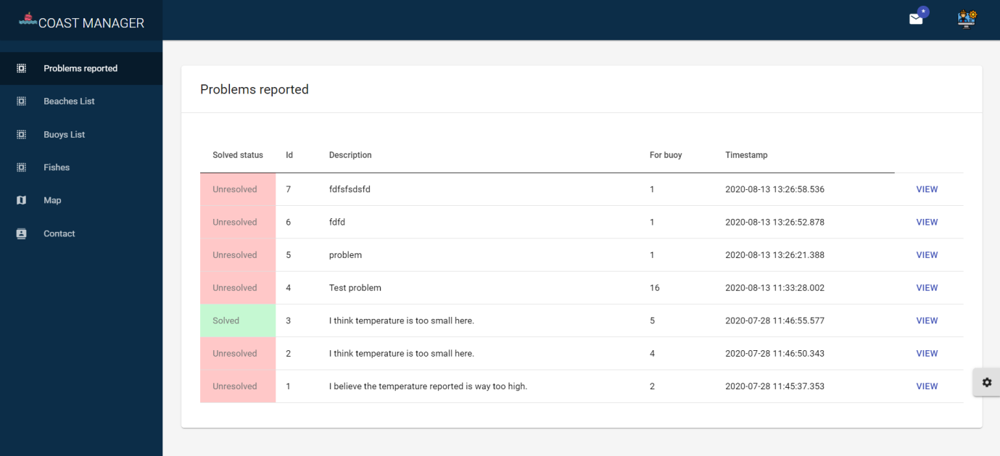 COAST MANAGER
*
Problems reported
Beaches List
Buoys List
Fishes
Map
Contact
Problems reported
Solved status Id Description For buoy Timestamp
Unresolved 7 fdfsfsdsfd 1 2020-08-13 13:26:58.536 VIEW
Unresolved 6 fdfd 1 2020-08-13 13:26:52.878 VIEW
Unresolved 5 problem 1 2020-08-13 13:26:21.388 VIEW
Unresolved 4 Test problem 16 2020-08-13 11:33:28.002 VIEW
Solved 3 I think temperature is too small here. 5 2020-07-28 11:46:55.577 VIEW
Unresolved 2 I think temperature is too small here. 4 2020-07-28 11:46:50.343 VIEW
Unresolved 1 I believe the temperature reported is way too high. 2 2020-07-28 11:45:37.353 VIEW